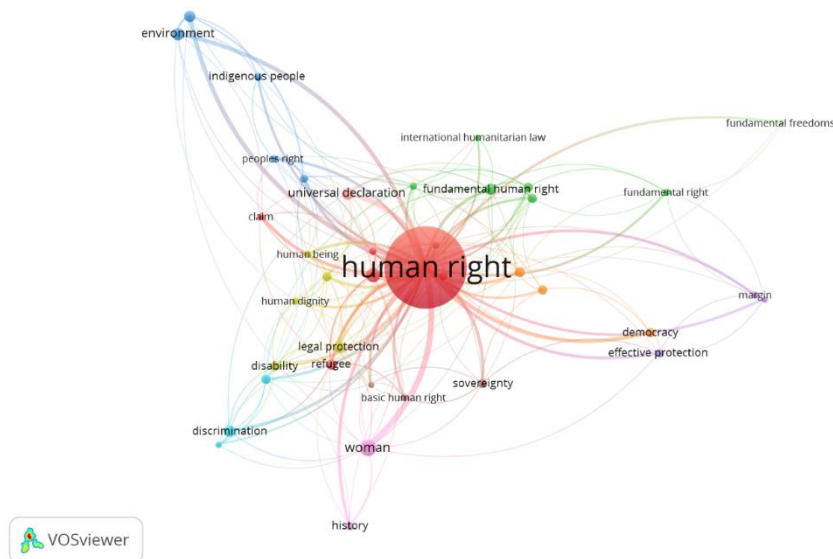 environment
indigenous people
fundamental freedoms
international humanitarian law
peoples right
universal declaration
fundamental human right
fundamental right
claim
human being
human right
human dignity
margin
democracy
legal protection
effective protection
disability
refugee
sovereignty
basic human right
discrimination
woman
history
VOSviewer